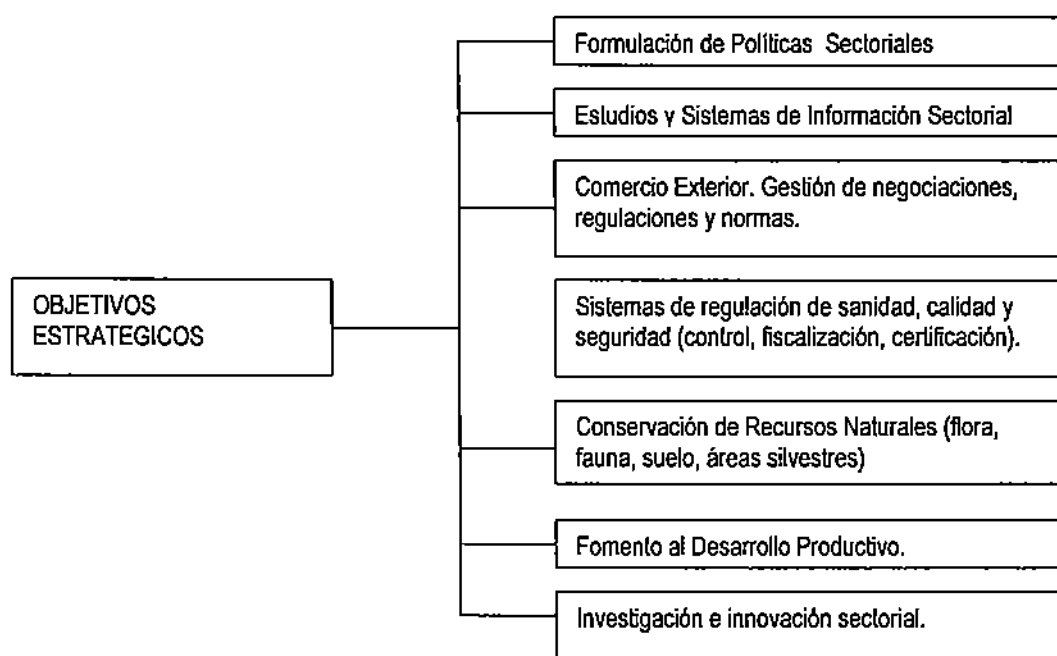 Formulación de Políticas Sectoriales
Estudios y Sistemas de Información Sectorial
Comercio Exterior. Gestión de negociaciones,
regulaciones y normas.
OBJETIVOS
ESTRATEGICOS
Sistemas de regulación de sanidad, calidad y
seguridad (control, fiscalización, certificación).
Conservación de Recursos Naturales (flora,
fauna, suelo, áreas silvestres)
Fomento al Desarrollo Productivo.
Investigación e innovación sectorial.